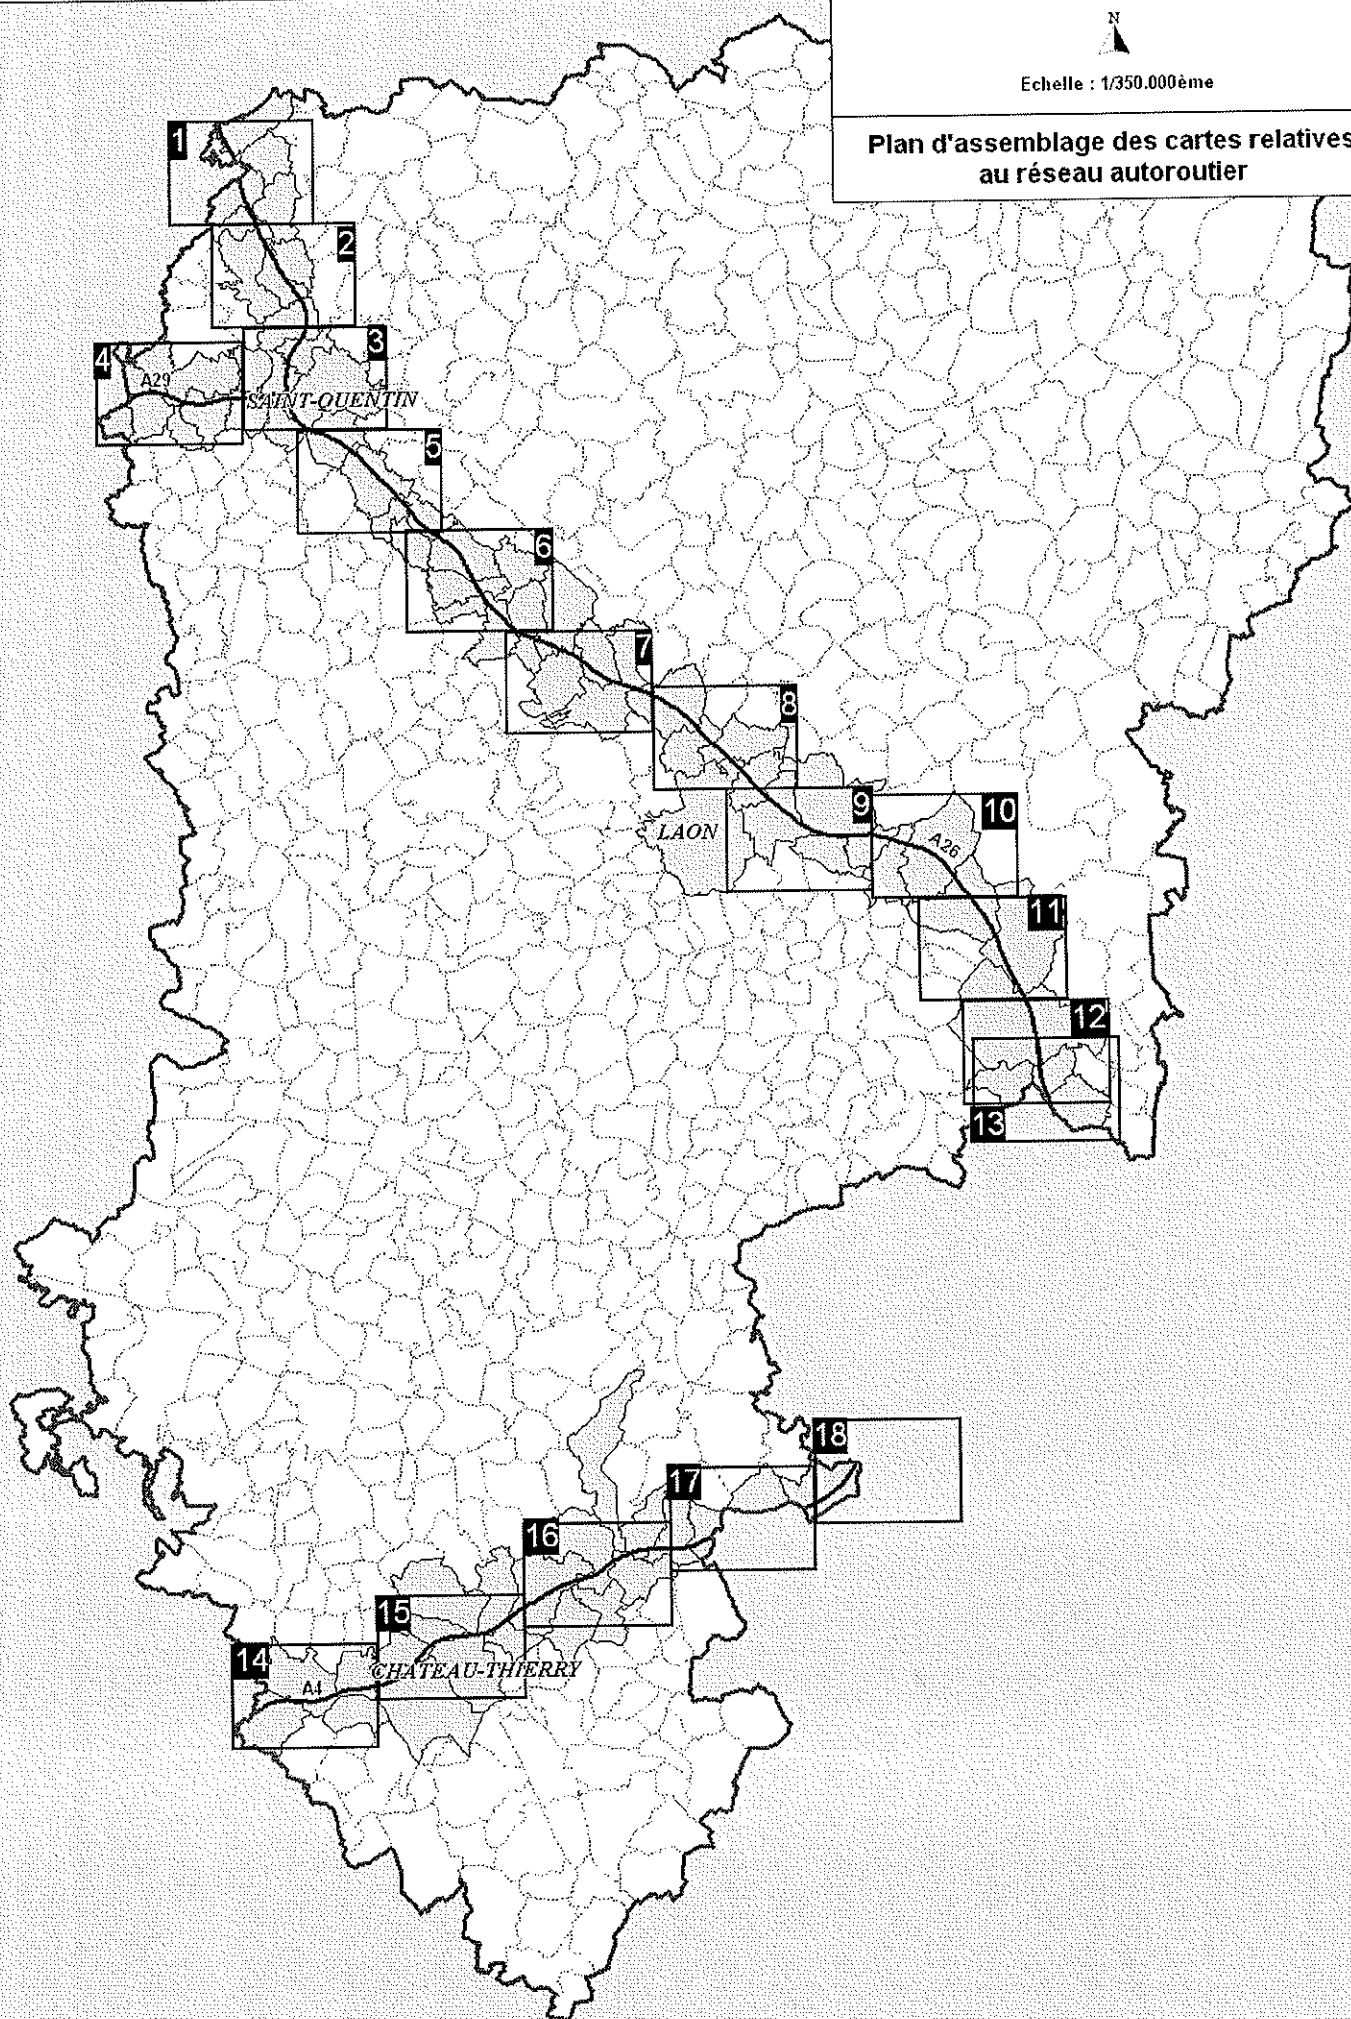 N
Echelle : 1/350.000ème
Plan d'assemblage des cartes relatives
au réseau autoroutier
1
2
3
4
A29
SAINT-QUENTIN
5
6
7
8
9
LAON
10
A26
11
12
13
18
17
16
15
14
CHATEAU-THIERRY
A4